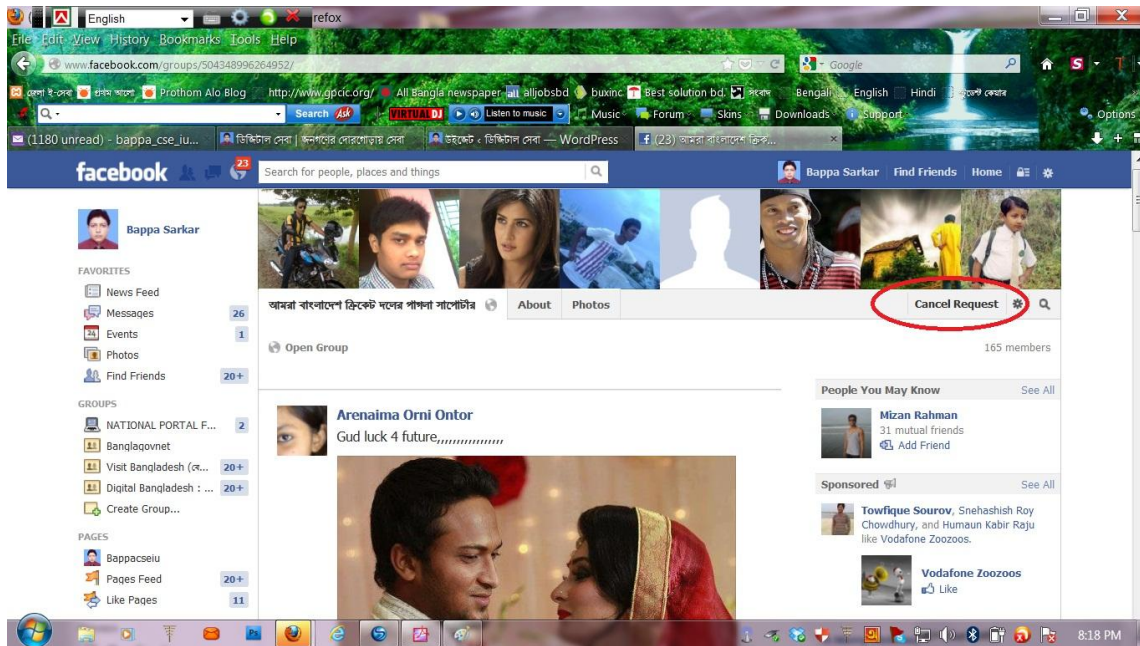 English
refox
File Edit View History Bookmarks Tools Help
www.facebook.com/groups/504348996264952/
Google
জেলা ই-সেবা প্রথম আলো Prothom Alo Blog http://www.gpcic.org/ All Bangla newspaper all alljobsbd buxinc Best solution bd. সংবাদ Bengali English Hindi
Search Ask VIRTUAL DJ Listen to music Music Forum Skins Downloads Support Options
(1180 unread) - bappa_cse_iu... ডিজিটাল সেবা | জনগণের দোরগোড়ায় সেবা উইজেট ‹ ডিজিটাল সেবা — WordPress (23) আমরা বাংলাদেশ ক্রিক...
facebook 23 Search for people, places and things Bappa Sarkar Find Friends Home
Bappa Sarkar
FAVORITES
News Feed
Messages 26
Events 1
Photos
Find Friends 20+
GROUPS
NATIONAL PORTAL F... 2
Banglagovnet
Visit Bangladesh (বে... 20+
Digital Bangladesh : ... 20+
Create Group...
PAGES
Bappacseiu
Pages Feed 20+
Like Pages 11
আমরা বাংলাদেশ ক্রিকেট দলের পাগলা সাপোর্টার About Photos Cancel Request
Open Group 165 members
Arenaima Orni Ontor
Gud luck 4 future,,,,,,,,,,,,,,,,,
People You May Know See All
Mizan Rahman
31 mutual friends
Add Friend
Sponsored See All
Towfique Sourov, Snehashish Roy
Chowdhury, and Humaun Kabir Raju
like Vodafone Zoozoos.
Vodafone Zoozoos
Like
8:18 PM